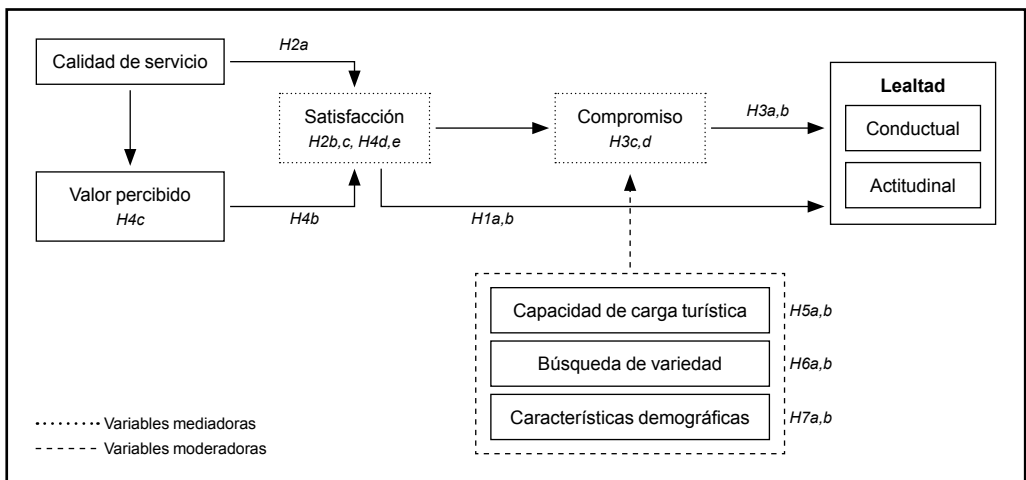 Calidad de servicio
H2a
Satisfacción
H2b,c, H4d,e
Compromiso
H3c,d
H3a,b
Lealtad
Conductual
Actitudinal
Valor percibido
H4c
H4b
H1a,b
Capacidad de carga turística
H5a,b
Búsqueda de variedad
H6a,b
Características demográficas
H7a,b
Variables mediadoras
Variables moderadoras